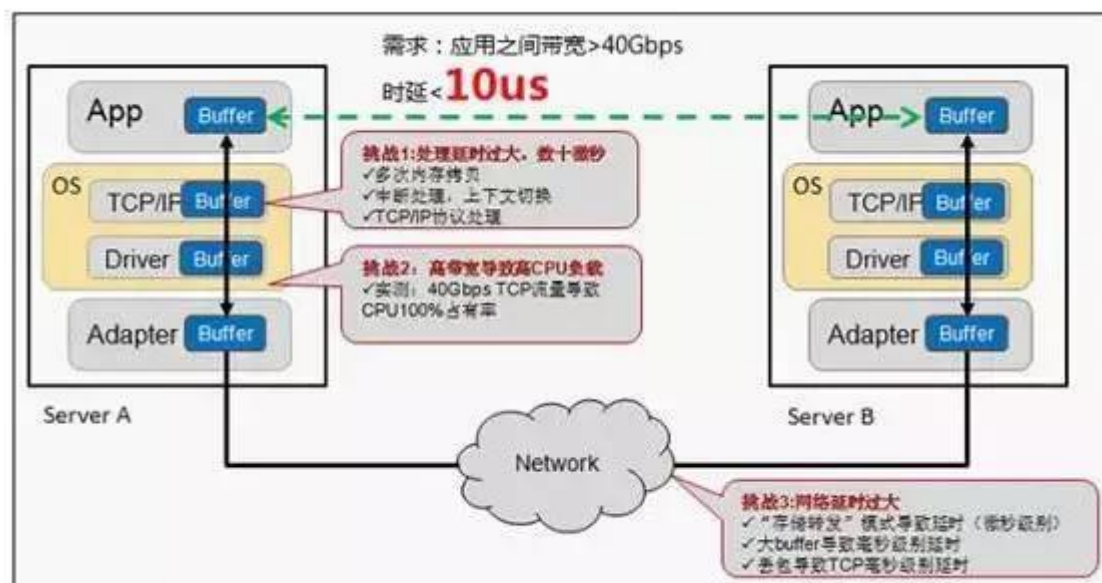 需求：应用之间带宽>40Gbps
时延<10us
App
Buffer
OS
TCP/IF
Buffer
Driver
Buffer
Adapter
Buffer
Server A
挑战1:处理延时过大，数十微秒
✓多次内存拷贝
✓中断处理，上下文切换
✓TCP/IP协议处理
挑战2：高带宽导致高CPU负载
✓实测：40Gbps TCP流量导致
CPU100%占有率
App
Buffer
OS
TCP/IF
Buffer
Driver
Buffer
Adapter
Buffer
Server B
Network
挑战3:网络延时过大
✓“存储转发”模式导致延时（微秒级别）
✓大buffer导致毫秒级别延时
✓丢包导致TCP毫秒级别延时